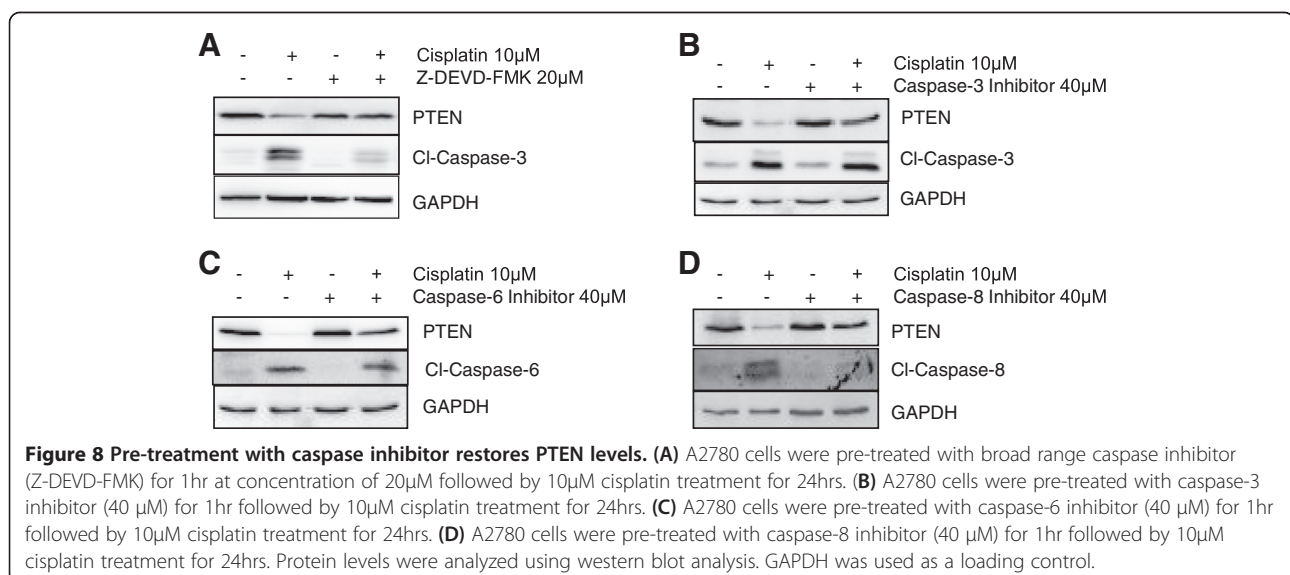 A
- + - + Cisplatin 10µM
- - + + Z-DEVD-FMK 20µM
PTEN
Cl-Caspase-3
GAPDH
B
- + - + Cisplatin 10µM
- - + + Caspase-3 Inhibitor 40µM
PTEN
Cl-Caspase-3
GAPDH
C
- + - + Cisplatin 10µM
- - + + Caspase-6 Inhibitor 40µM
PTEN
Cl-Caspase-6
GAPDH
D
- + - + Cisplatin 10µM
- - + + Caspase-8 Inhibitor 40µM
PTEN
Cl-Caspase-8
GAPDH
Figure 8 Pre-treatment with caspase inhibitor restores PTEN levels. (A) A2780 cells were pre-treated with broad range caspase inhibitor
(Z-DEVD-FMK) for 1hr at concentration of 20µM followed by 10µM cisplatin treatment for 24hrs. (B) A2780 cells were pre-treated with caspase-3
inhibitor (40 µM) for 1hr followed by 10µM cisplatin treatment for 24hrs. (C) A2780 cells were pre-treated with caspase-6 inhibitor (40 µM) for 1hr
followed by 10µM cisplatin treatment for 24hrs. (D) A2780 cells were pre-treated with caspase-8 inhibitor (40 µM) for 1hr followed by 10µM
cisplatin treatment for 24hrs. Protein levels were analyzed using western blot analysis. GAPDH was used as a loading control.